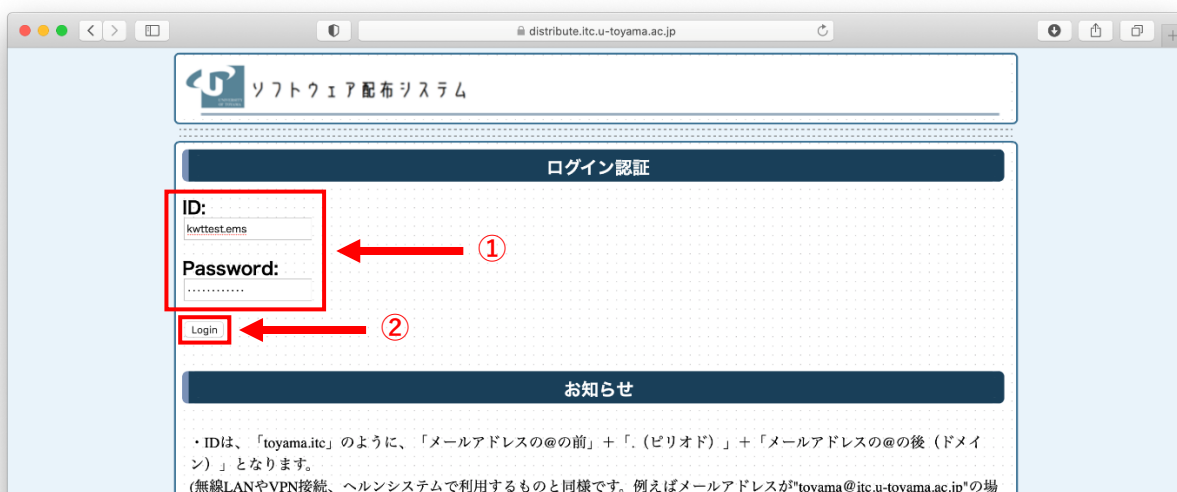 distribute.itc.u-toyama.ac.jp
ソフトウェア配布システム
ログイン認証
ID:
kwttest.ems
①
Password:
............
Login
②
お知らせ
・IDは、「toyama.itc」のように、「メールアドレスの@の前」＋「.（ピリオド）」＋「メールアドレスの@の後（ドメイ
ン）」となります。
(無線LANやVPN接続、ヘルンシステムで利用するものと同様です。例えばメールアドレスが"toyama@itc.u-toyama.ac.jp"の場